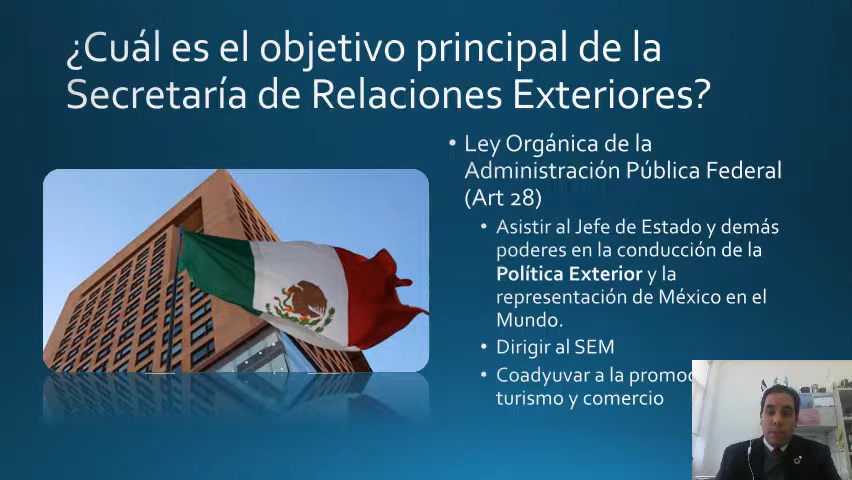 ¿Cuál es el objetivo principal de la
Secretaría de Relaciones Exteriores?
• Ley Orgánica de la
Administración Pública Federal
(Art 28)
• Asistir al Jefe de Estado y demás
poderes en la conducción de la
Política Exterior y la
representación de México en el
Mundo.
• Dirigir al SEM
• Coadyuvar a la
turismo y comercio